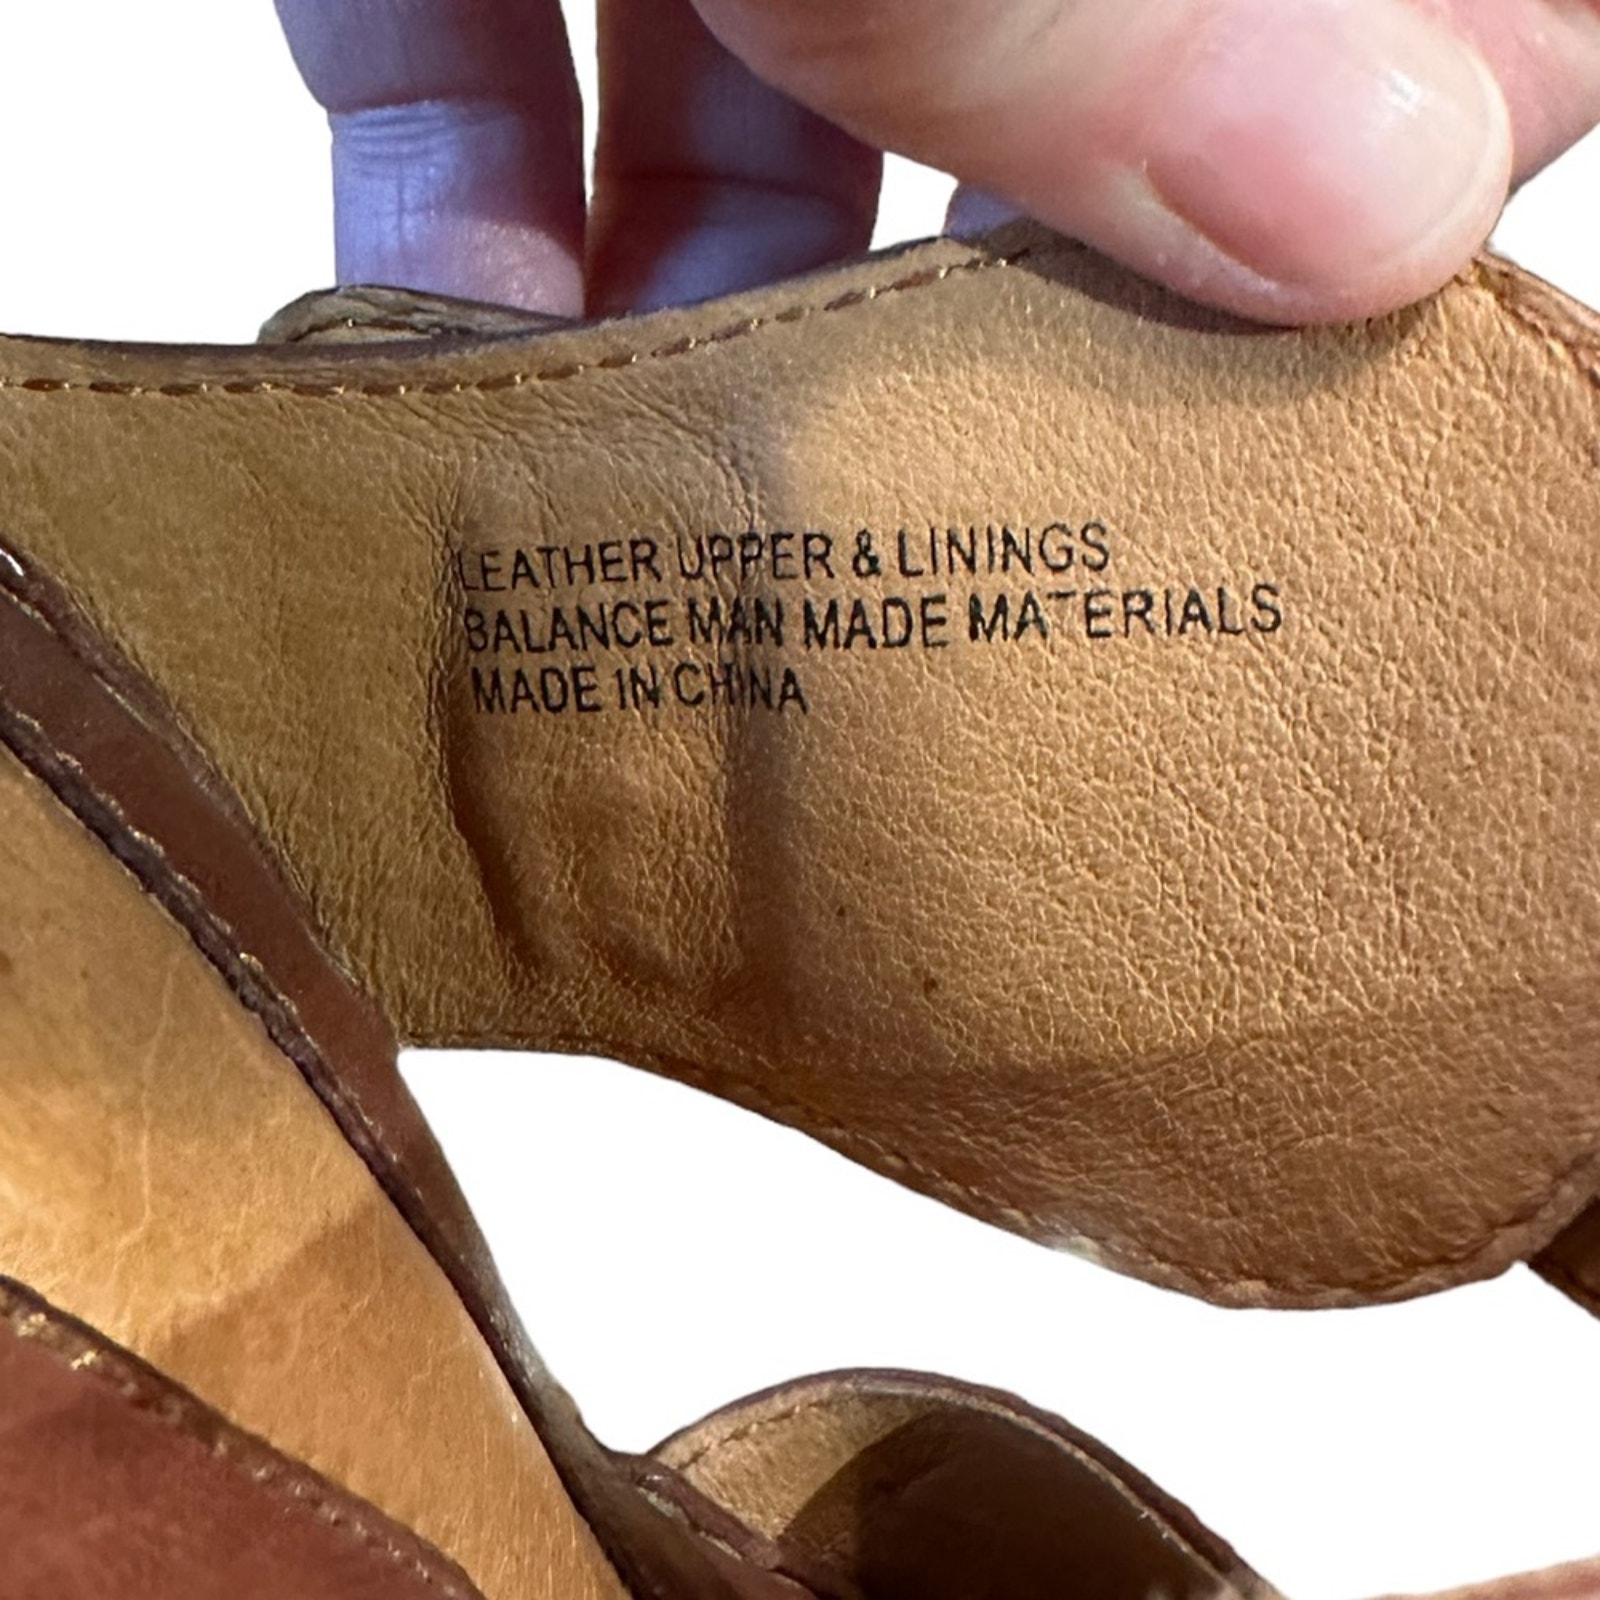 LEATHER UPPER & LININGS
BALANCE MAN MADE MATERIALS
MADE IN CHINA